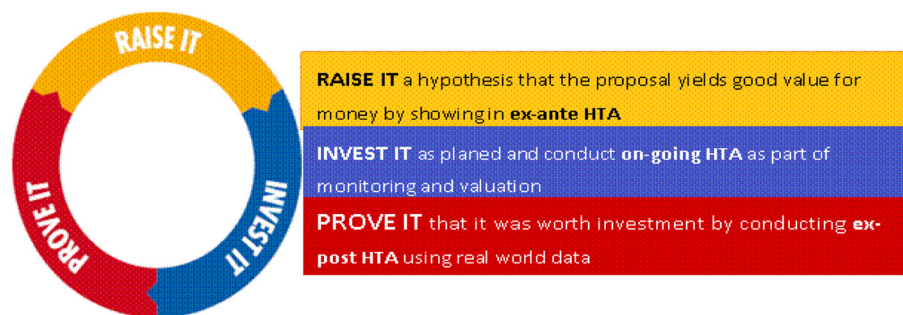 RAISE IT
INVEST IT
PROVE IT
RAISE IT a hypothesis that the proposal yields good value for
money by showing in ex-ante HTA
INVEST IT as planed and conduct on-going HTA as part of
monitoring and valuation
PROVE IT that it was worth investment by conducting ex-
post HTA using real world data